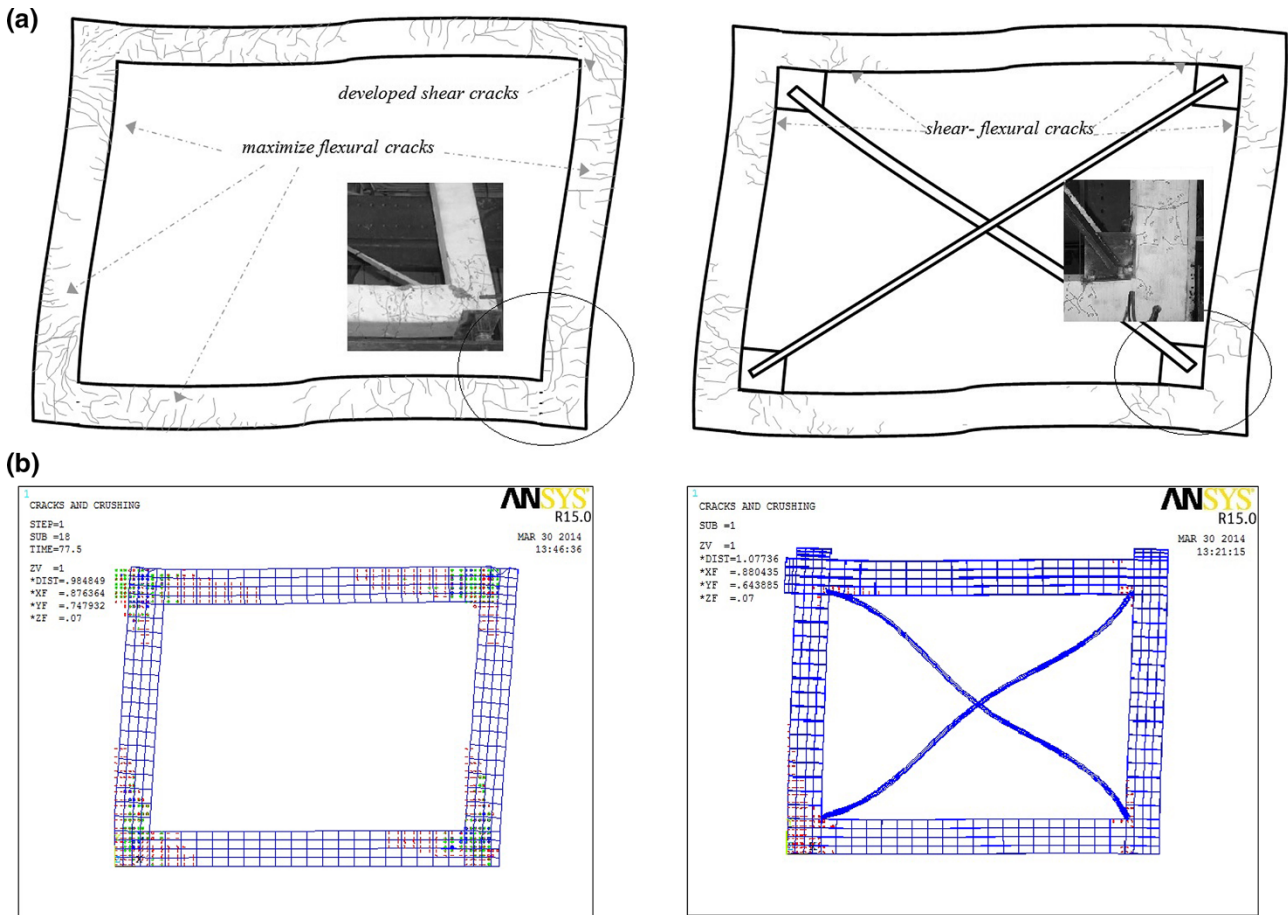 (a)
developed shear cracks
maximize flexural cracks
shear- flexural cracks
(b)
1
CRACKS AND CRUSHING
STEP=1
SUB =18
TIME=77.5
ZV =1
*DIST=.984849
*XF =.876364
*YF =.747932
*ZF =.07
ANSYS
R15.0
MAR 30 2014
13:46:36
1
CRACKS AND CRUSHING
SUB =1
ZV =1
*DIST=1.07736
*XF =.880435
*YF =.643885
*ZF =.07
ANSYS
R15.0
MAR 30 2014
13:21:15